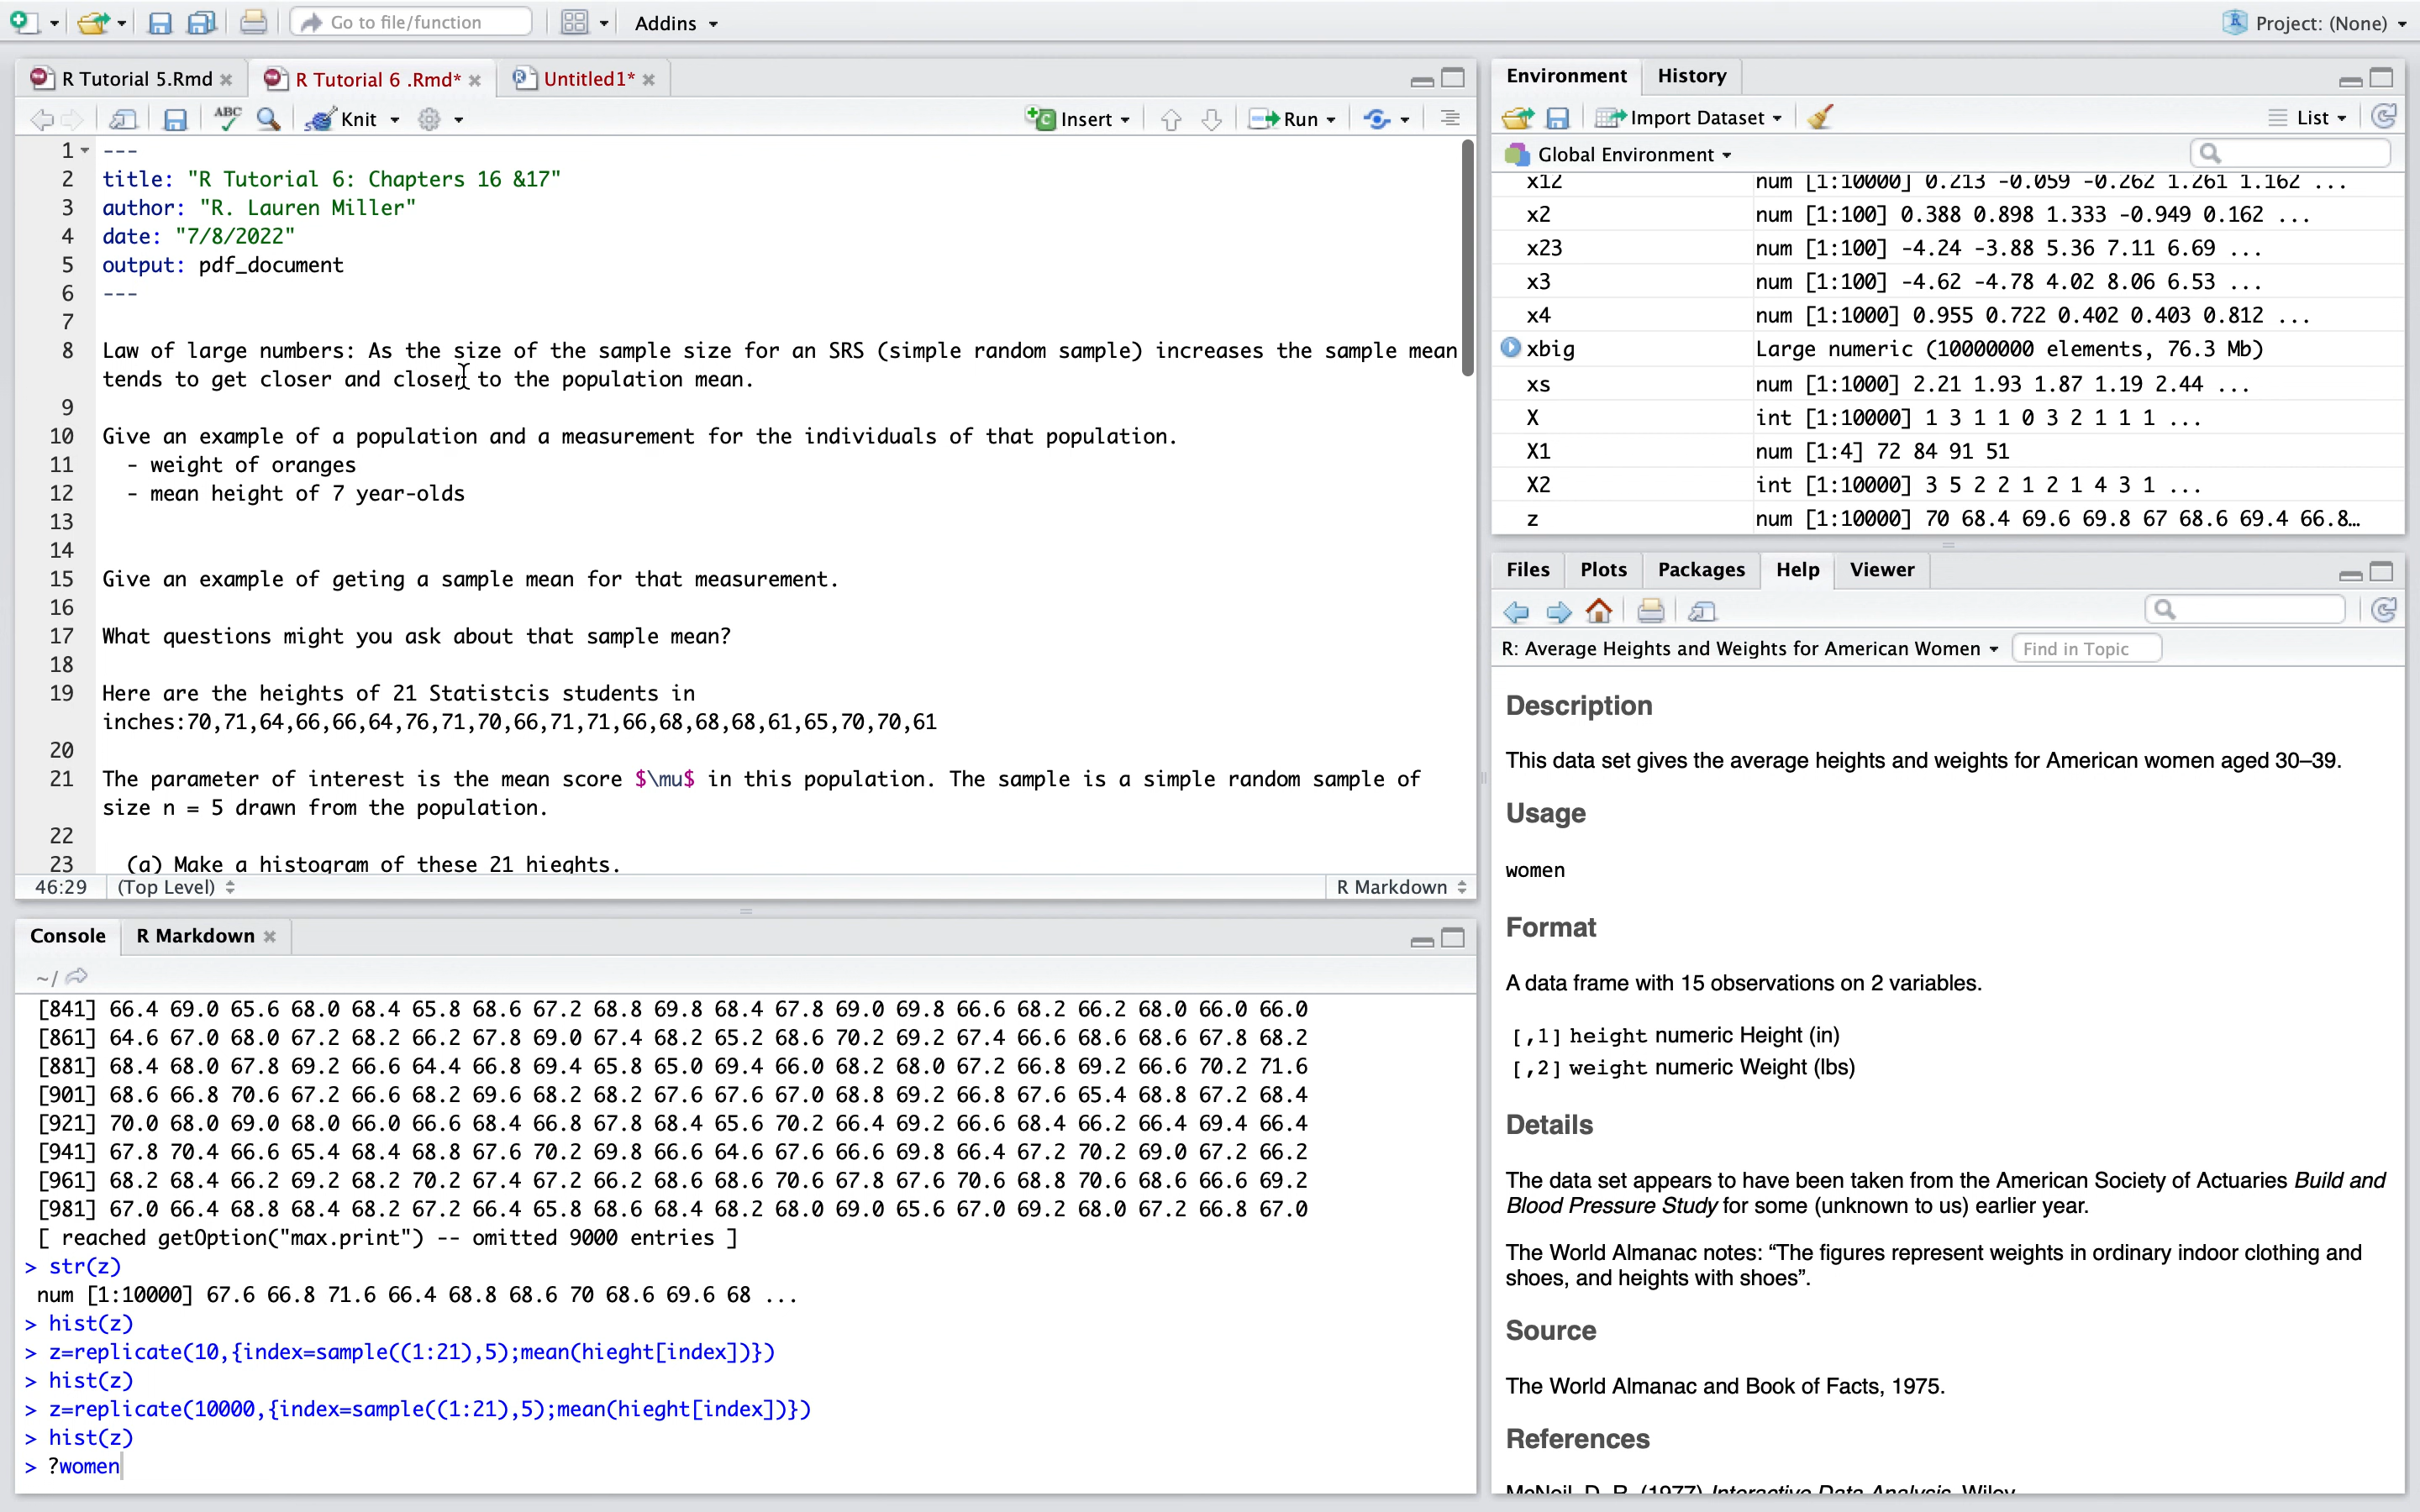 Go to file/function
Addins
Project: (None)
R Tutorial 5.Rmd
R Tutorial 6 .Rmd*
Untitled1*
ABC
Knit
Insert
Run
1 ---
2 title: "R Tutorial 6: Chapters 16 &17"
3 author: "R. Lauren Miller"
4 date: "7/8/2022"
5 output: pdf_document
6 ---
7
8 Law of large numbers: As the size of the sample size for an SRS (simple random sample) increases the sample mean
tends to get closer and closer to the population mean.
9
10 Give an example of a population and a measurement for the individuals of that population.
11 - weight of oranges
12 - mean height of 7 year-olds
13
14
15 Give an example of geting a sample mean for that measurement.
16
17 What questions might you ask about that sample mean?
18
19 Here are the heights of 21 Statistcis students in
inches:70,71,64,66,66,64,76,71,70,66,71,71,66,68,68,68,61,65,70,70,61
20
21 The parameter of interest is the mean score $\mu$ in this population. The sample is a simple random sample of
size n = 5 drawn from the population.
22
23 (a) Make a histogram of these 21 hieghts.
46:29 (Top Level) R Markdown
Console R Markdown
~/
[841] 66.4 69.0 65.6 68.0 68.4 65.8 68.6 67.2 68.8 69.8 68.4 67.8 69.0 69.8 66.6 68.2 66.2 68.0 66.0 66.0
[861] 64.6 67.0 68.0 67.2 68.2 66.2 67.8 69.0 67.4 68.2 65.2 68.6 70.2 69.2 67.4 66.6 68.6 68.6 67.8 68.2
[881] 68.4 68.0 67.8 69.2 66.6 64.4 66.8 69.4 65.8 65.0 69.4 66.0 68.2 68.0 67.2 66.8 69.2 66.6 70.2 71.6
[901] 68.6 66.8 70.6 67.2 66.6 68.2 69.6 68.2 68.2 67.6 67.6 67.0 68.8 69.2 66.8 67.6 65.4 68.8 67.2 68.4
[921] 70.0 68.0 69.0 68.0 66.0 66.6 68.4 66.8 67.8 68.4 65.6 70.2 66.4 69.2 66.6 68.4 66.2 66.4 69.4 66.4
[941] 67.8 70.4 66.6 65.4 68.4 68.8 67.6 70.2 69.8 66.6 64.6 67.6 66.6 69.8 66.4 67.2 70.2 69.0 67.2 66.2
[961] 68.2 68.4 66.2 69.2 68.2 70.2 67.4 67.2 66.2 68.6 68.6 70.6 67.8 67.6 70.6 68.8 70.6 68.6 66.6 69.2
[981] 67.0 66.4 68.8 68.4 68.2 67.2 66.4 65.8 68.6 68.4 68.2 68.0 69.0 65.6 67.0 69.2 68.0 67.2 66.8 67.0
[ reached getOption("max.print") -- omitted 9000 entries ]
> str(z)
num [1:10000] 67.6 66.8 71.6 66.4 68.8 68.6 70 68.6 69.6 68 ...
> hist(z)
> z=replicate(10,{index=sample((1:21),5);mean(hieght[index])})
> hist(z)
> z=replicate(10000,{index=sample((1:21),5);mean(hieght[index])})
> hist(z)
> ?women
Environment History
Import Dataset
List
Global Environment
x12 num [1:10000] 0.213 -0.059 -0.262 1.261 1.162 ...
x2 num [1:100] 0.388 0.898 1.333 -0.949 0.162 ...
x23 num [1:100] -4.24 -3.88 5.36 7.11 6.69 ...
x3 num [1:100] -4.62 -4.78 4.02 8.06 6.53 ...
x4 num [1:1000] 0.955 0.722 0.402 0.403 0.812 ...
xbig Large numeric (10000000 elements, 76.3 Mb)
xs num [1:1000] 2.21 1.93 1.87 1.19 2.44 ...
X int [1:10000] 1 3 1 1 0 3 2 1 1 1 ...
X1 num [1:4] 72 84 91 51
X2 int [1:10000] 3 5 2 2 1 2 1 4 3 1 ...
z num [1:10000] 70 68.4 69.6 69.8 67 68.6 69.4 66.8…
Files Plots Packages Help Viewer
R: Average Heights and Weights for American Women
Find in Topic
Description
This data set gives the average heights and weights for American women aged 30–39.
Usage
women
Format
A data frame with 15 observations on 2 variables.
[,1] height numeric Height (in)
[,2] weight numeric Weight (lbs)
Details
The data set appears to have been taken from the American Society of Actuaries Build and
Blood Pressure Study for some (unknown to us) earlier year.
The World Almanac notes: “The figures represent weights in ordinary indoor clothing and
shoes, and heights with shoes”.
Source
The World Almanac and Book of Facts, 1975.
References
McNeil, D. R. (1977) Interactive Data Analysis. Wiley.